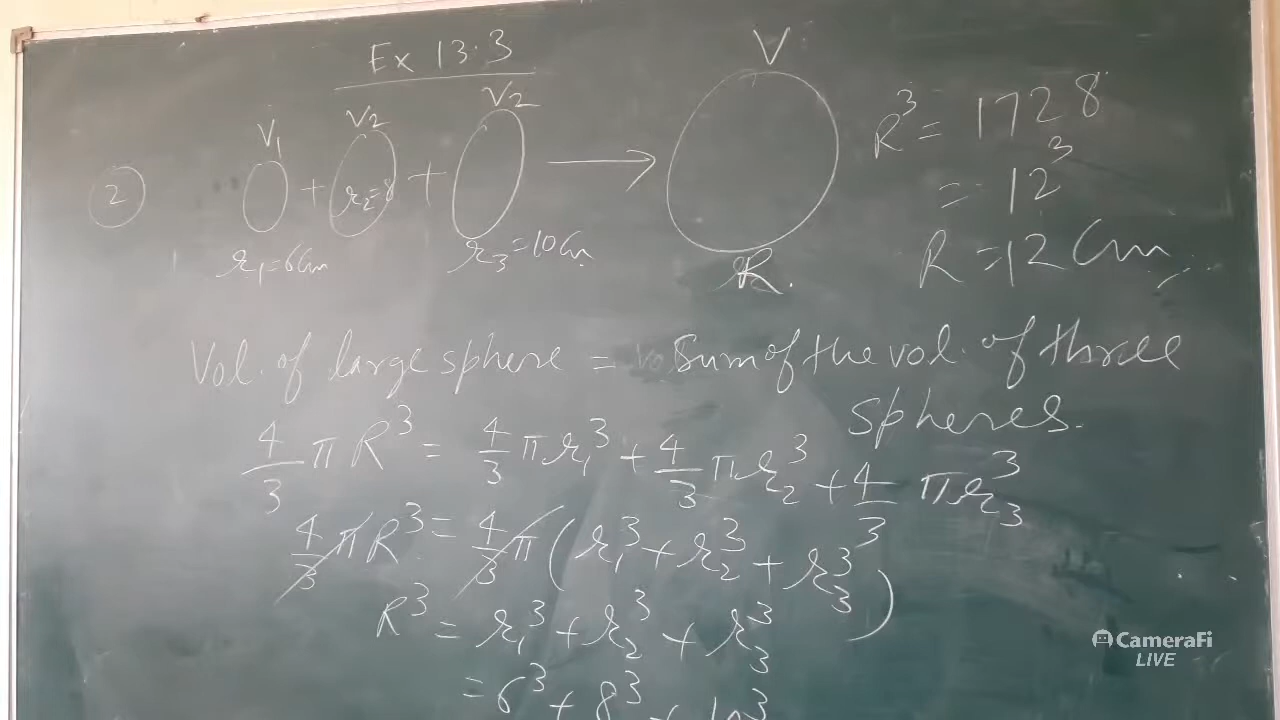 Ex 13.3
2
V₁ V₂ V₂ V
+ r₂=8 + →
r₁=6Cm r₃=10Cm R.
R³ = 1728
= 12³
R = 12 Cm
Vol. of large sphere = Sum of the vol. of three
spheres.
4/3 π R³ = 4/3 π r₁³ + 4/3 π r₂³ + 4/3 π r₃³
4/3 π R³ = 4/3 π (r₁³ + r₂³ + r₃³)
R³ = r₁³ + r₂³ + r₃³
= 6³ + 8³ + 10³
CameraFi
LIVE